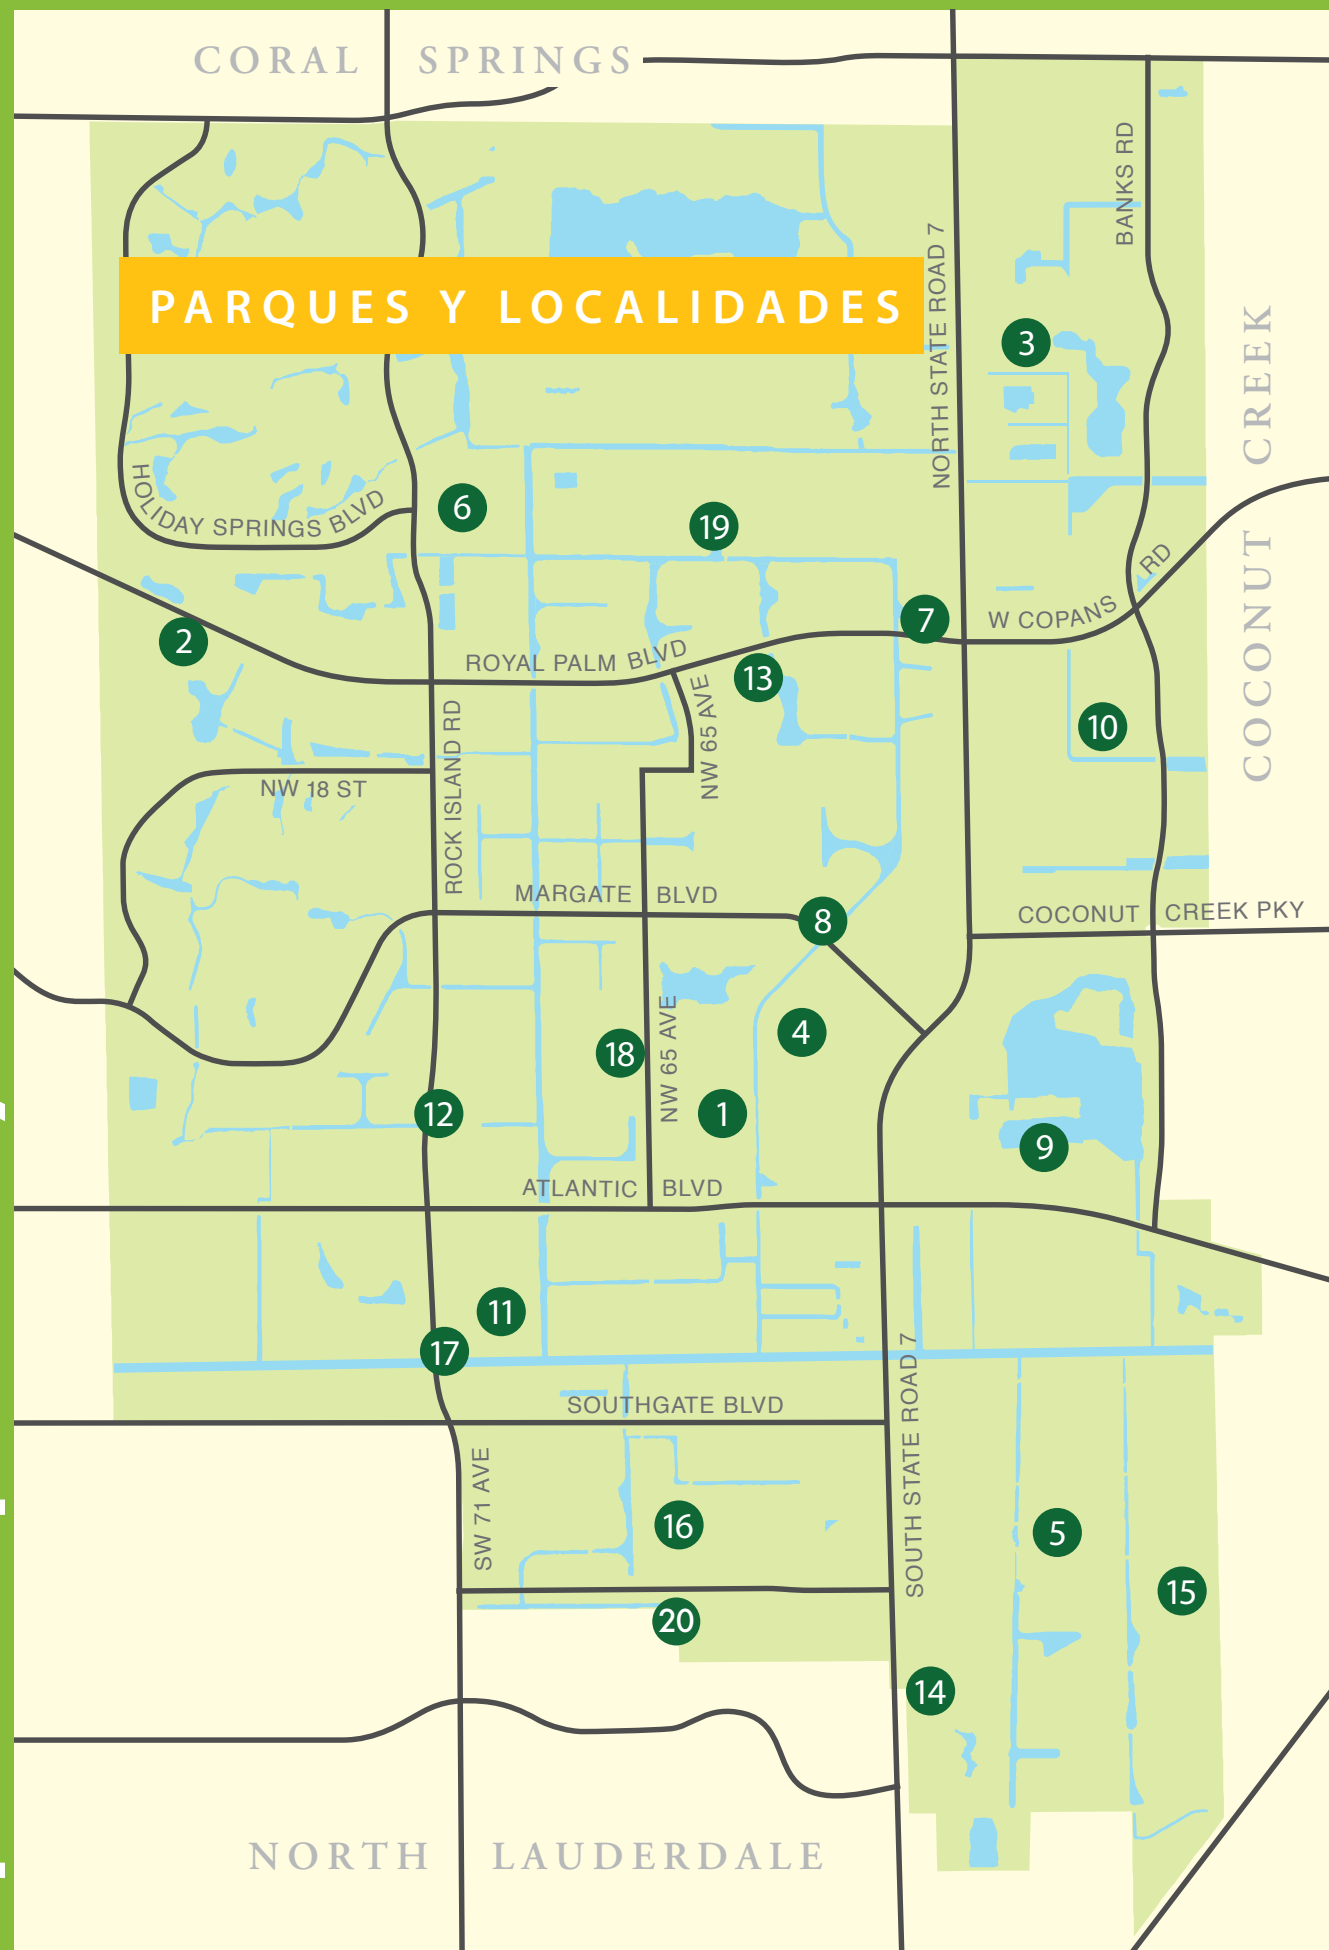 CORAL SPRINGS
BANKS RD
PARQUES Y LOCALIDADES
NORTH STATE ROAD 7
3
COCONUT CREEK
HOLIDAY SPRINGS BLVD
6
19
2
7
W COPANS RD
ROYAL PALM BLVD
13
NW 65 AVE
10
ROCK ISLAND RD
NW 18 ST
MARGATE BLVD
8
COCONUT CREEK PKY
4
18
NW 65 AVE
12
1
9
ATLANTIC BLVD
11
17
SOUTH STATE ROAD 7
SOUTHGATE BLVD
SW 71 AVE
16
5
15
20
14
NORTH LAUDERDALE